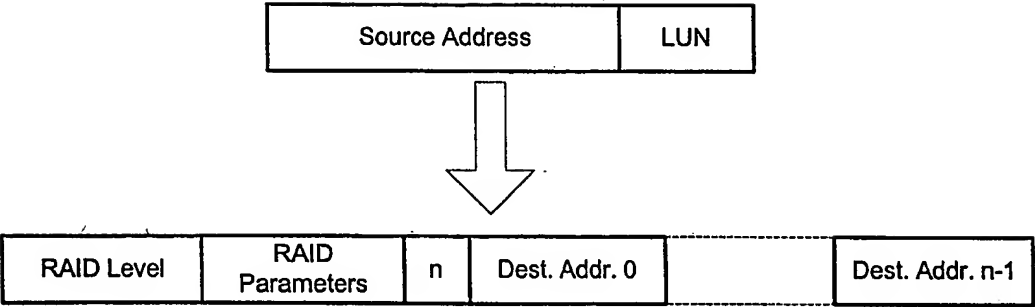 Source Address LUN
RAID Level RAID Parameters n Dest. Addr. 0 Dest. Addr. n-1